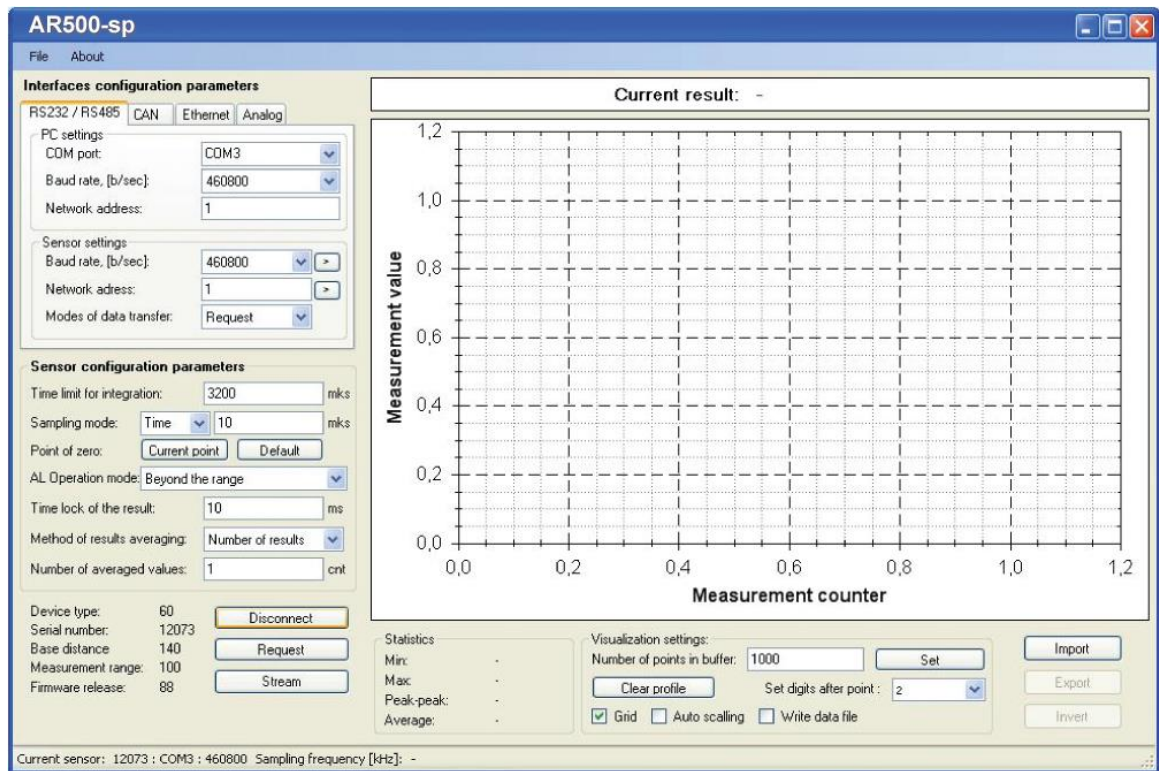 AR500-sp
File About
Interfaces configuration parameters
RS232 / RS485 CAN Ethernet Analog
PC settings
COM port: COM3
Baud rate, [b/sec]: 460800
Network address: 1
Sensor settings
Baud rate, [b/sec]: 460800 >
Network adress: 1 >
Modes of data transfer: Request
Sensor configuration parameters
Time limit for integration: 3200 mks
Sampling mode: Time 10 mks
Point of zero: Current point Default
AL Operation mode: Beyond the range
Time lock of the result: 10 ms
Method of results averaging: Number of results
Number of averaged values: 1 cnt
Device type: 60
Serial number: 12073
Base distance 140
Measurement range: 100
Firmware release: 88
Disconnect
Request
Stream
Current result: -
Measurement value
1,2
1,0
0,8
0,6
0,4
0,2
0,0
0,0 0,2 0,4 0,6 0,8 1,0 1,2
Measurement counter
Statistics
Min: -
Max: -
Peak-peak: -
Average: -
Visualization settings:
Number of points in buffer: 1000 Set
Clear profile Set digits after point : 2
Grid Auto scalling Write data file
Import
Export
Invert
Current sensor: 12073 : COM3 : 460800 Sampling frequency [kHz]: -